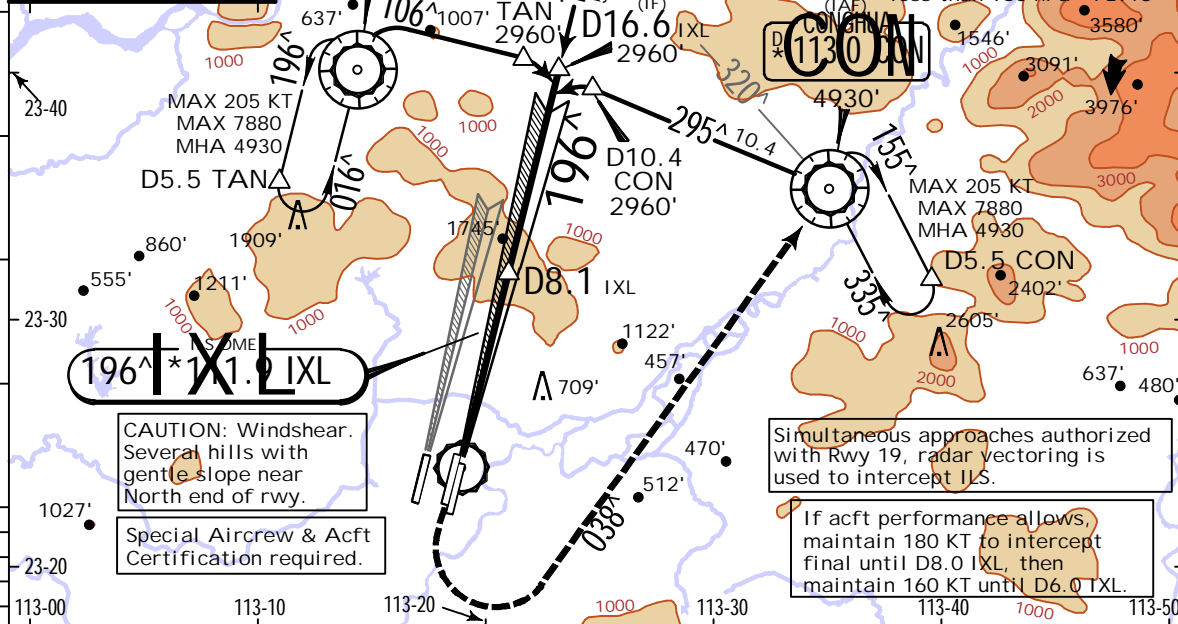 637'
106^
1007'
TAN
2960'
(IF)
D16.6 IXL
2960'
(IAF)
CONGHUA
D
*113.0 CON
CON
4930'
1546'
1000
3580'
3091'
2000
3976'
3000
1000
196^
23-40
MAX 205 KT
MAX 7880
MHA 4930
1000
1000
D5.5 TAN
016^
320^
295^ 10.4
196^
D10.4
CON
2960'
155^
MAX 205 KT
MAX 7880
MHA 4930
1909'
860'
555'
1211'
1000
1000
1745'
1000
D8.1 IXL
335^
D5.5 CON
2402'
2605'
1000
2000
1000
23-30
1122'
457'
709'
637'
480'
196^ *111.9 IXL
IXL
CAUTION: Windshear.
Several hills with
gentle slope near
North end of rwy.
Simultaneous approaches authorized
with Rwy 19, radar vectoring is
used to intercept ILS.
470'
512'
038^
1027'
Special Aircrew & Acft
Certification required.
If acft performance allows,
maintain 180 KT to intercept
final until D8.0 IXL, then
maintain 160 KT until D6.0 IXL.
23-20
113-00
113-10
113-20
1000
113-30
113-40
1000
113-50